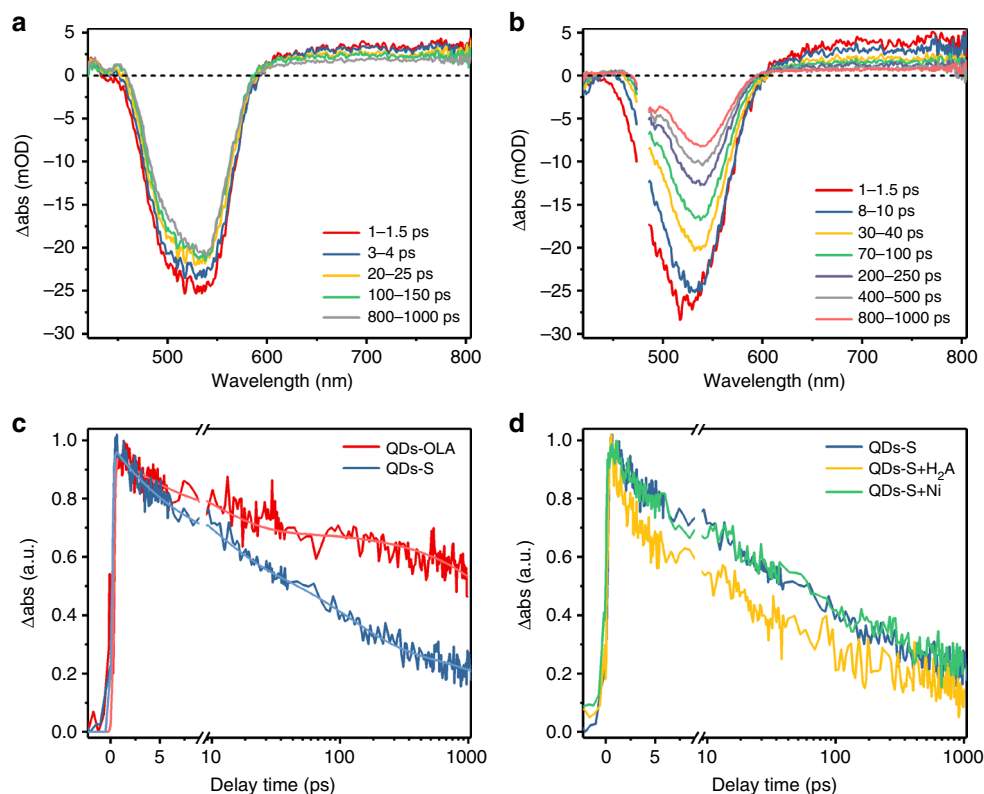 a
5
0
−5
−10
−15
−20
−25
−30
Δabs (mOD)
1–1.5 ps
3–4 ps
20–25 ps
100–150 ps
800–1000 ps
500
600
700
800
Wavelength (nm)
b
5
0
−5
−10
−15
−20
−25
−30
Δabs (mOD)
1–1.5 ps
8–10 ps
30–40 ps
70–100 ps
200–250 ps
400–500 ps
800–1000 ps
500
600
700
800
Wavelength (nm)
c
1.0
0.8
0.6
0.4
0.2
0.0
Δabs (a.u.)
QDs-OLA
QDs-S
0
5
10
100
1000
Delay time (ps)
d
1.0
0.8
0.6
0.4
0.2
0.0
Δabs (a.u.)
QDs-S
QDs-S+H₂A
QDs-S+Ni
0
5
10
100
1000
Delay time (ps)